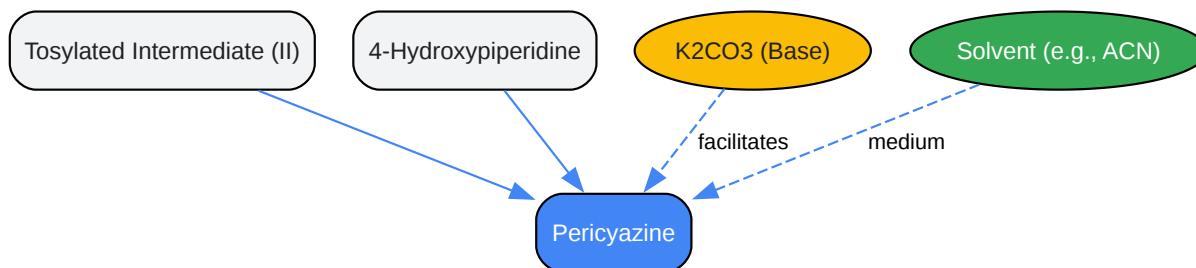 Tosylated Intermediate (II)
4-Hydroxypiperidine
K2CO3 (Base)
Solvent (e.g., ACN)
facilitates
medium
Pericyazine